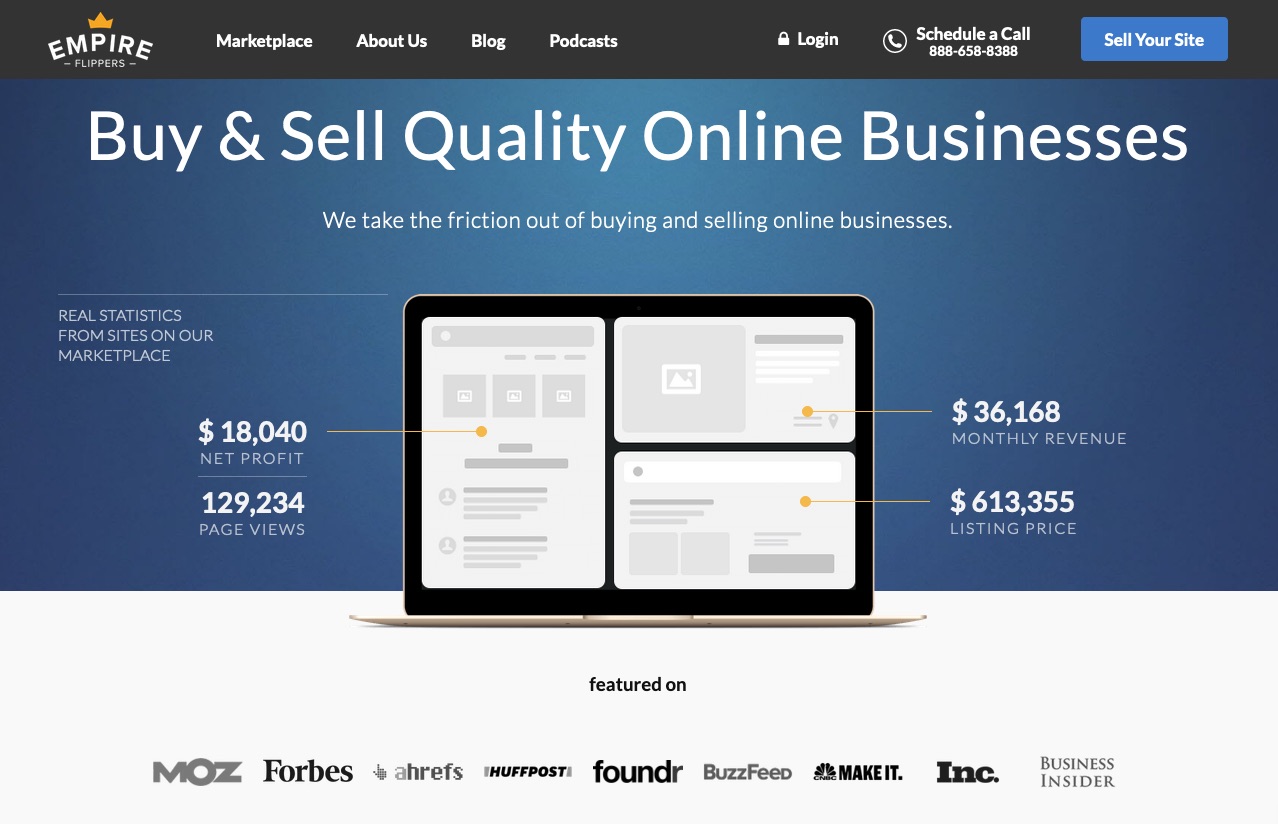 EMPIRE
FLIPPERS
Marketplace
About Us
Blog
Podcasts
Login
Schedule a Call
888-658-8388
Sell Your Site
Buy & Sell Quality Online Businesses
We take the friction out of buying and selling online businesses.
REAL STATISTICS
FROM SITES ON OUR
MARKETPLACE
$ 18,040
NET PROFIT
129,234
PAGE VIEWS
$ 36,168
MONTHLY REVENUE
$ 613,355
LISTING PRICE
featured on
MOZ
Forbes
ahrefs
HUFFPOST
foundr
BuzzFeed
CNBC
MAKE IT.
Inc.
BUSINESS
INSIDER